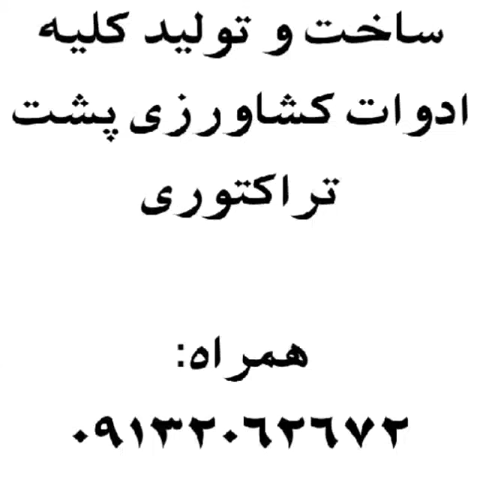 ساخت و تولید کلیه
ادوات کشاورزی پشت
تراکتوری
همراه:
۰۹۱۳۲۰۶۲۶۷۲